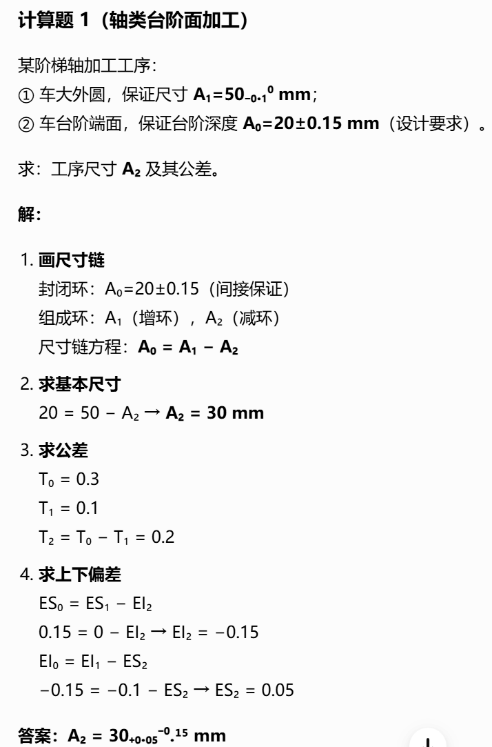 计算题 1（轴类台阶面加工）
某阶梯轴加工工序：
① 车大外圆，保证尺寸 A₁=50₋₀.₁⁰ mm；
② 车台阶端面，保证台阶深度 A₀=20±0.15 mm（设计要求）。
求：工序尺寸 A₂ 及其公差。
解：
1. 画尺寸链
封闭环：A₀=20±0.15（间接保证）
组成环：A₁（增环），A₂（减环）
尺寸链方程：A₀ = A₁ − A₂
2. 求基本尺寸
20 = 50 − A₂ → A₂ = 30 mm
3. 求公差
T₀ = 0.3
T₁ = 0.1
T₂ = T₀ − T₁ = 0.2
4. 求上下偏差
ES₀ = ES₁ − EI₂
0.15 = 0 − EI₂ → EI₂ = −0.15
EI₀ = EI₁ − ES₂
−0.15 = −0.1 − ES₂ → ES₂ = 0.05
答案：A₂ = 30₊₀.₀₅⁻⁰.¹⁵ mm